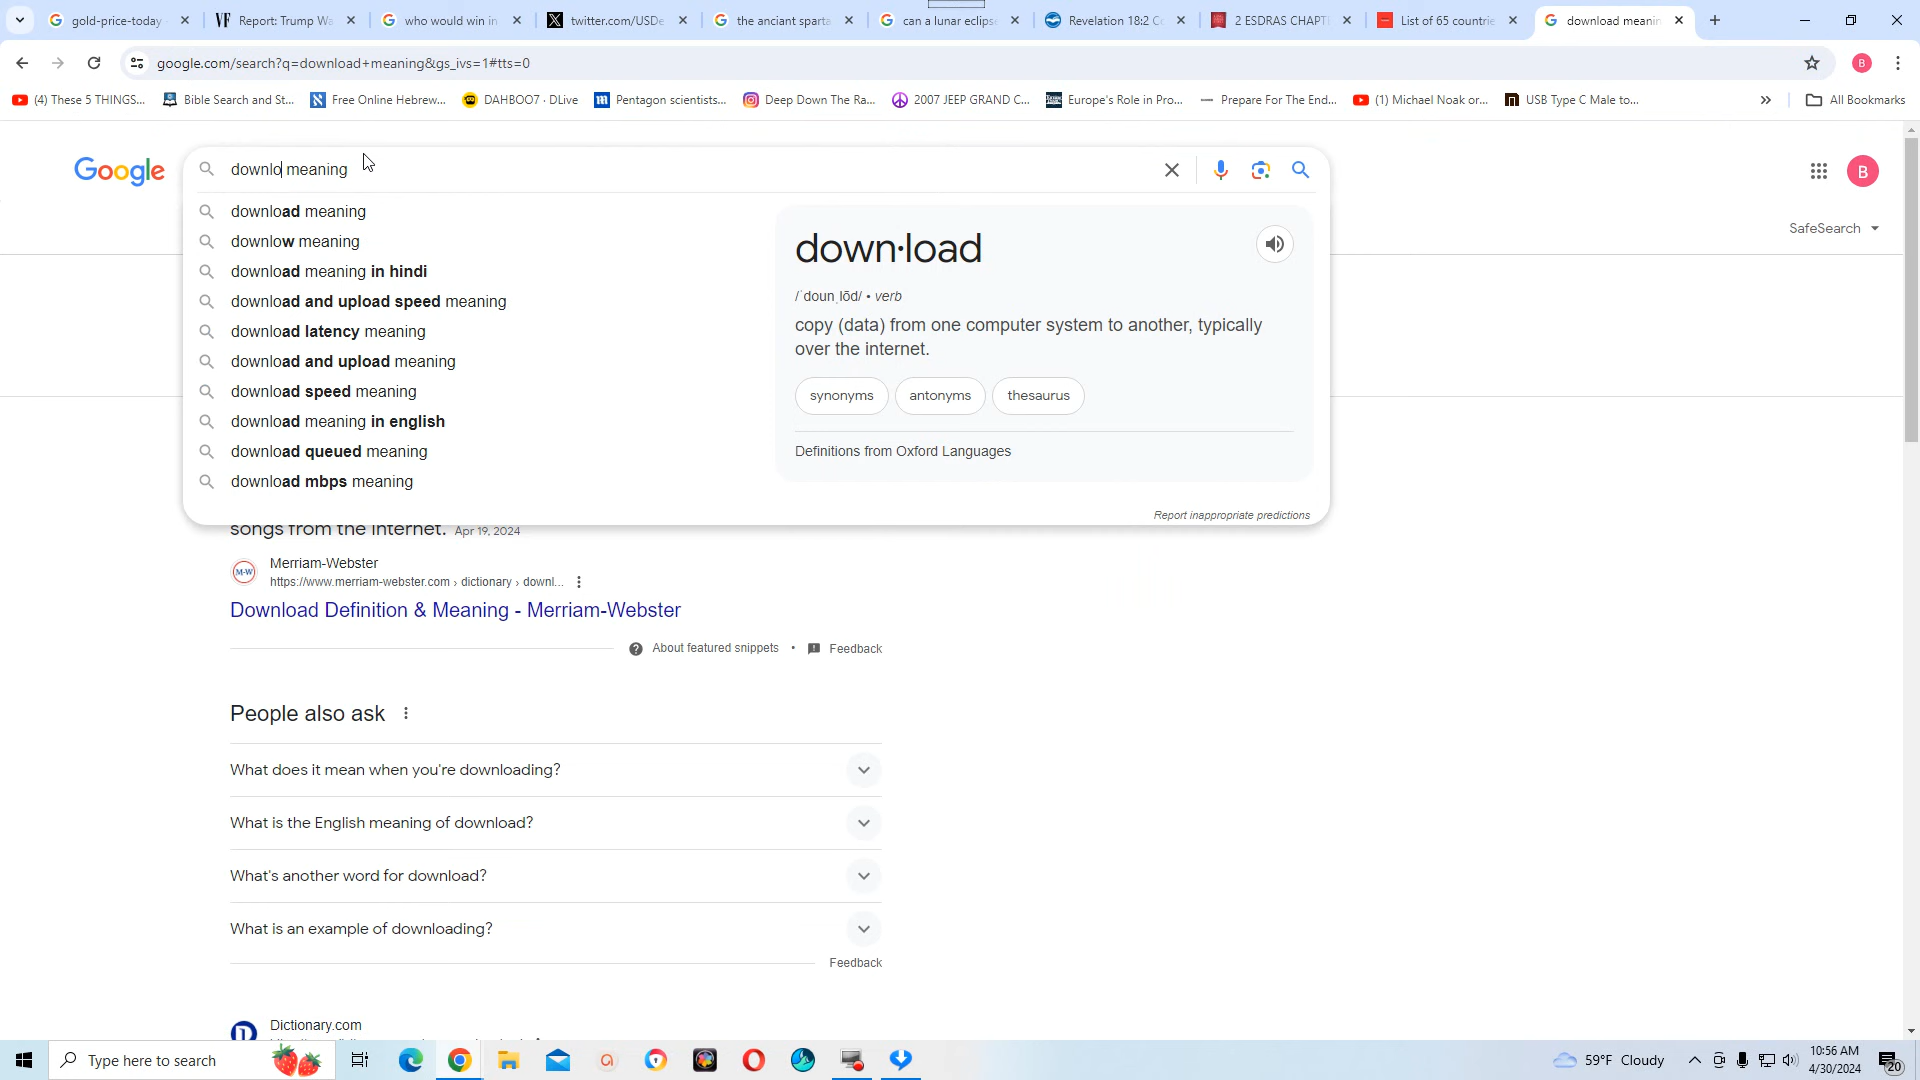 gold-price-today
VF Report: Trump Wa
who would win in
twitter.com/USDe
the anciant sparta
can a lunar eclipse
Revelation 18:2 Co
2 ESDRAS CHAPTE
List of 65 countrie
download meanin
google.com/search?q=download+meaning&gs_ivs=1#tts=0
B
(4) These 5 THINGS...
Bible Search and St...
Free Online Hebrew...
DAHBOO7 · DLive
Pentagon scientists...
Deep Down The Ra...
2007 JEEP GRAND C...
Europe's Role in Pro...
Prepare For The End...
(1) Michael Noak or...
USB Type C Male to...
All Bookmarks
Google
downlo meaning
B
SafeSearch
download meaning
downlow meaning
download meaning in hindi
download and upload speed meaning
download latency meaning
download and upload meaning
download speed meaning
download meaning in english
download queued meaning
download mbps meaning
down·load
/ˈdounˌlōd/ • verb
copy (data) from one computer system to another, typically
over the internet.
synonyms
antonyms
thesaurus
Definitions from Oxford Languages
Report inappropriate predictions
songs from the internet. Apr 19, 2024
M-W
Merriam-Webster
https://www.merriam-webster.com › dictionary › downl...
Download Definition & Meaning - Merriam-Webster
About featured snippets • Feedback
People also ask
What does it mean when you're downloading?
What is the English meaning of download?
What's another word for download?
What is an example of downloading?
Feedback
Dictionary.com
Type here to search
59°F Cloudy
10:56 AM
4/30/2024
20